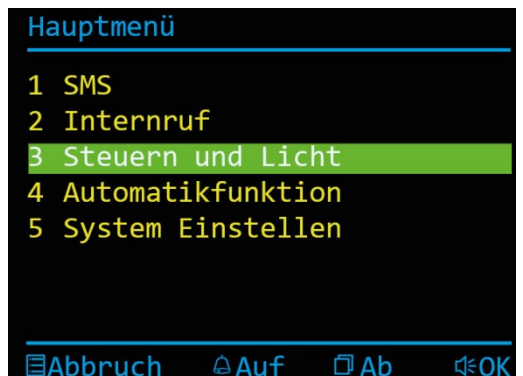 Hauptmenü
1 SMS
2 Internruf
3 Steuern und Licht
4 Automatikfunktion
5 System Einstellen
Abbruch Auf Ab OK